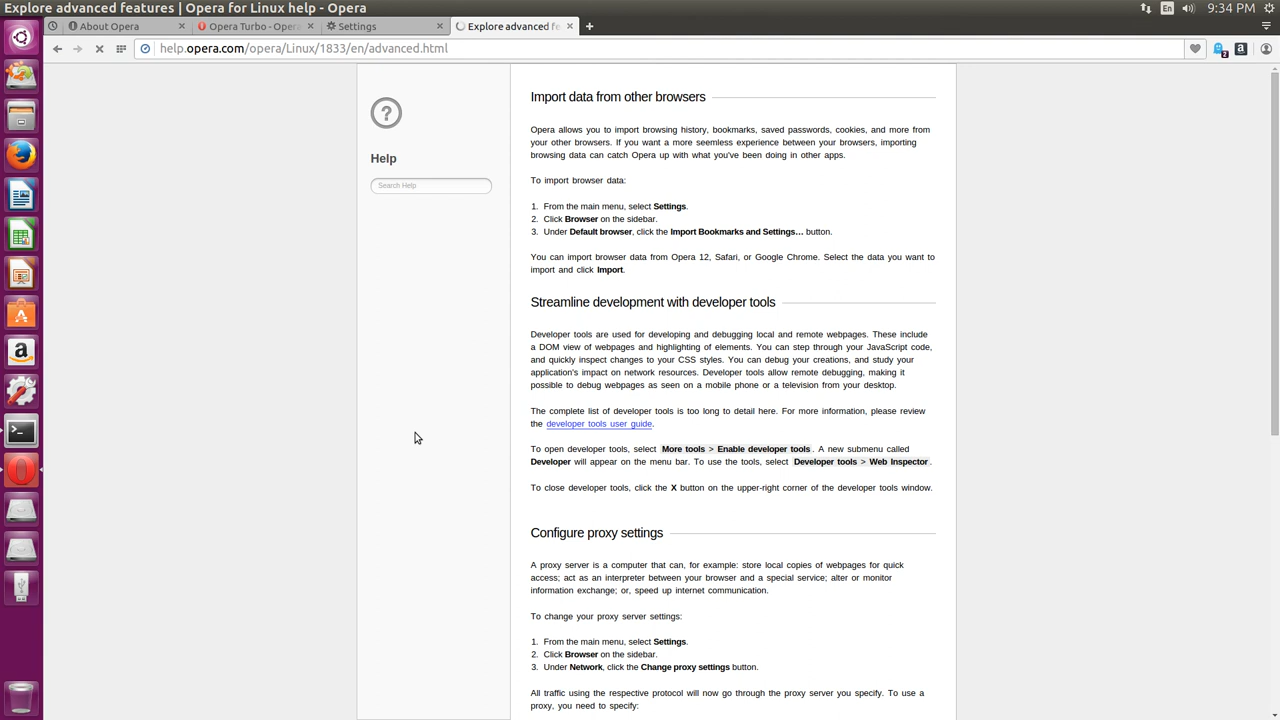 Explore advanced features | Opera for Linux help - Opera
En
9:34 PM
About Opera
Opera Turbo - Opera
Settings
Explore advanced fe
help.opera.com/opera/Linux/1833/en/advanced.html
2
Help
Search Help
Import data from other browsers
Opera allows you to import browsing history, bookmarks, saved passwords, cookies, and more from
your other browsers. If you want a more seemless experience between your browsers, importing
browsing data can catch Opera up with what you've been doing in other apps.
To import browser data:
1. From the main menu, select Settings.
2. Click Browser on the sidebar.
3. Under Default browser, click the Import Bookmarks and Settings… button.
You can import browser data from Opera 12, Safari, or Google Chrome. Select the data you want to
import and click Import.
Streamline development with developer tools
Developer tools are used for developing and debugging local and remote webpages. These include
a DOM view of webpages and highlighting of elements. You can step through your JavaScript code,
and quickly inspect changes to your CSS styles. You can debug your creations, and study your
application's impact on network resources. Developer tools allow remote debugging, making it
possible to debug webpages as seen on a mobile phone or a television from your desktop.
The complete list of developer tools is too long to detail here. For more information, please review
the developer tools user guide.
To open developer tools, select More tools > Enable developer tools. A new submenu called
Developer will appear on the menu bar. To use the tools, select Developer tools > Web Inspector.
To close developer tools, click the X button on the upper-right corner of the developer tools window.
Configure proxy settings
A proxy server is a computer that can, for example: store local copies of webpages for quick
access; act as an interpreter between your browser and a special service; alter or monitor
information exchange; or, speed up internet communication.
To change your proxy server settings:
1. From the main menu, select Settings.
2. Click Browser on the sidebar.
3. Under Network, click the Change proxy settings button.
All traffic using the respective protocol will now go through the proxy server you specify. To use a
proxy, you need to specify: